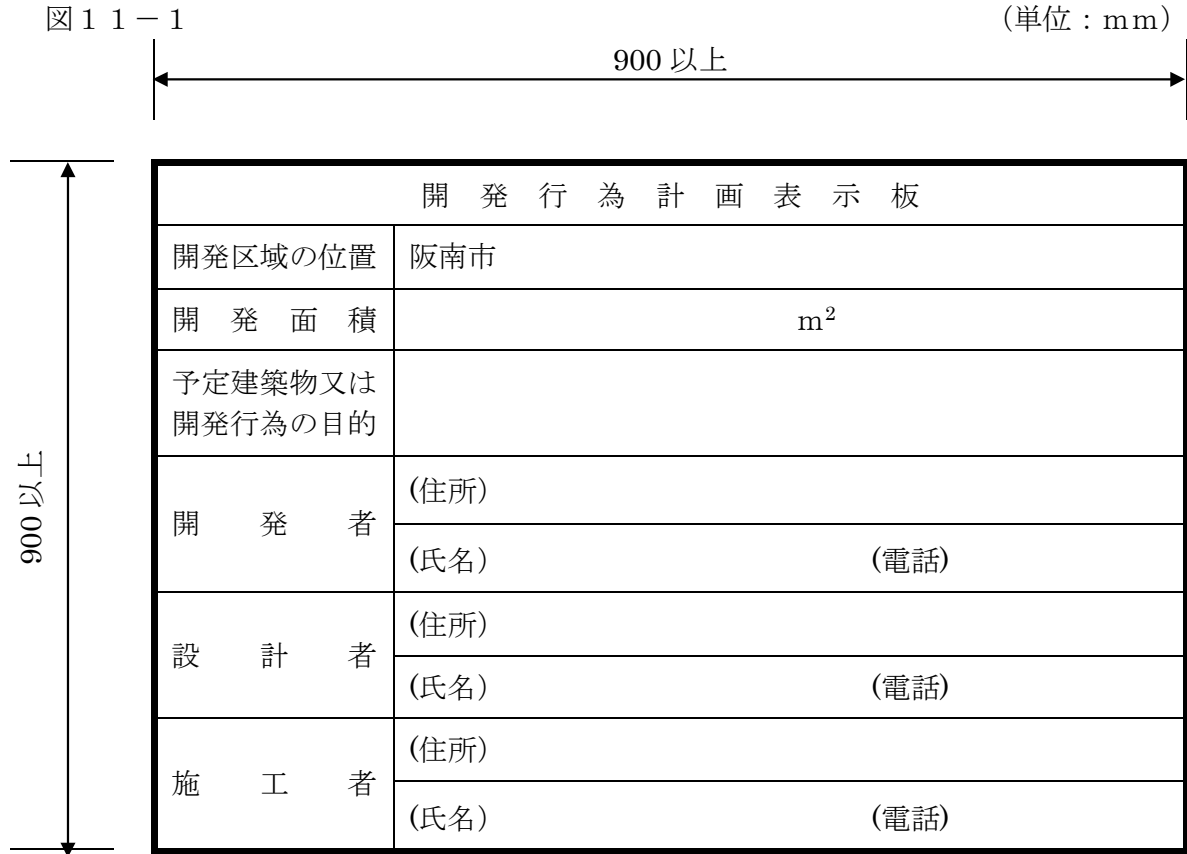 図１１－１ （単位：ｍｍ）
900 以上
900 以上
開 発 行 為 計 画 表 示 板
開発区域の位置 阪南市
開 発 面 積 ｍ²
予定建築物又は
開発行為の目的
開 発 者
(住所）
(氏名） (電話)
設 計 者
(住所）
(氏名） (電話)
施 工 者
(住所）
(氏名） (電話)